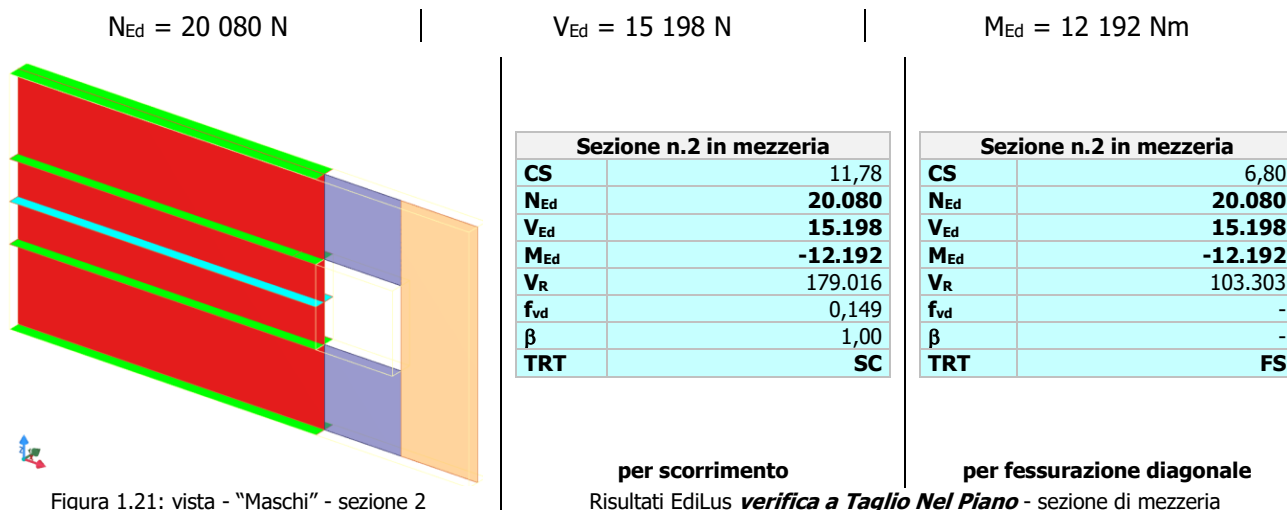 NEd = 20 080 N | VEd = 15 198 N | MEd = 12 192 Nm
Sezione n.2 in mezzeria
CS 11,78
NEd 20.080
VEd 15.198
MEd -12.192
VR 179.016
fvd 0,149
β 1,00
TRT SC
per scorrimento
Sezione n.2 in mezzeria
CS 6,80
NEd 20.080
VEd 15.198
MEd -12.192
VR 103.303
fvd -
β -
TRT FS
per fessurazione diagonale
Figura 1.21: vista - “Maschi” - sezione 2
Risultati EdiLus verifica a Taglio Nel Piano - sezione di mezzeria